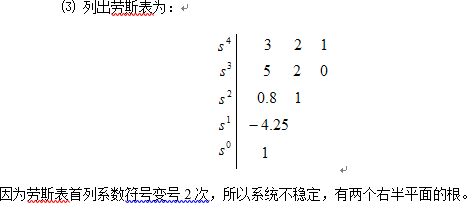 ⑶ 列出劳斯表为：
s⁴ 3 2 1
s³ 5 2 0
s² 0.8 1
s¹ −4.25
s⁰ 1
因为劳斯表首列系数符号变号2次，所以系统不稳定，有两个右半平面的根。